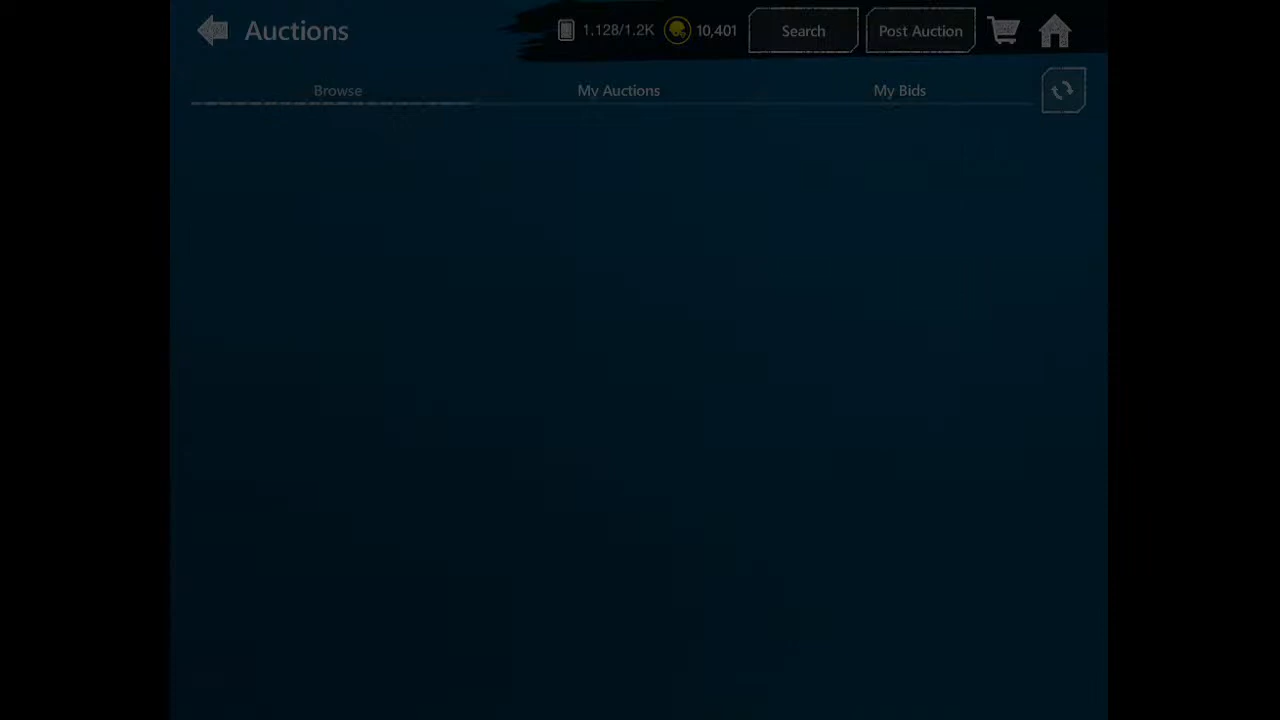 Auctions
1,128/1.2K
10,401
Search
Post Auction
Browse
My Auctions
My Bids